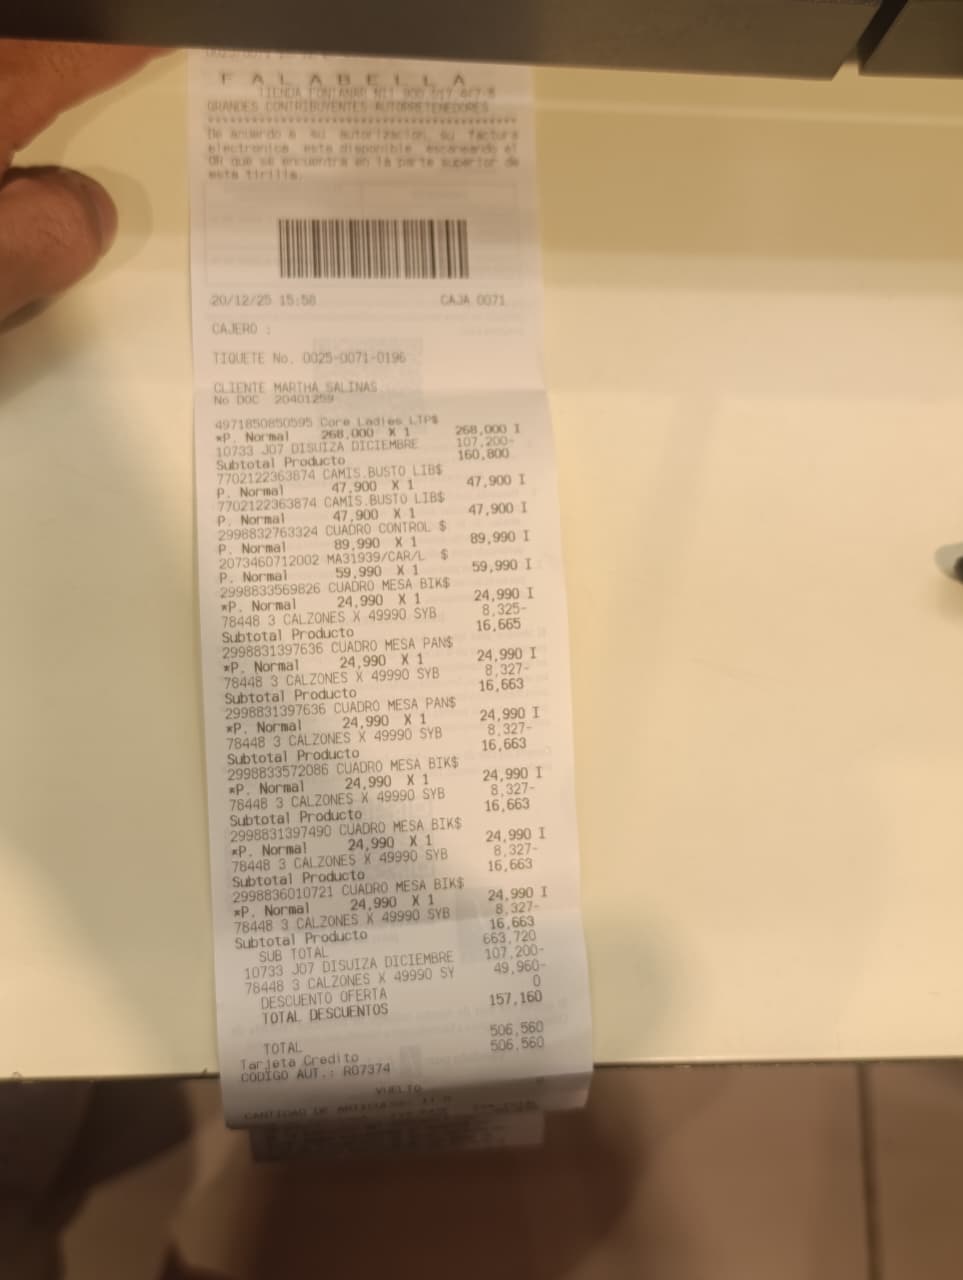 F A L A B E L L A
TIENDA FONTANAR NIT 900.017.447-8
GRANDES CONTRIBUYENTES AUTORRETENEDORES
De acuerdo a su autorizacion, su factura
electronica esta disponible escaneando el
QR que se encuentra en la parte superior de
esta tirilla.
20/12/25 15:58 CAJA 0071
CAJERO :
TIQUETE No. 0025-0071-0196
CLIENTE MARTHA SALINAS
No DOC 20401259
4971850850595 Core Ladies LTP$
*P. Normal 268,000 X 1 268,000 I
10733 J07 DISUIZA DICIEMBRE 107,200-
Subtotal Producto 160,800
7702122363874 CAMIS.BUSTO LIB$
P. Normal 47,900 X 1 47,900 I
7702122363874 CAMIS.BUSTO LIB$
P. Normal 47,900 X 1 47,900 I
2998832763324 CUADRO CONTROL $
P. Normal 89,990 X 1 89,990 I
2073460712002 MA31939/CAR/L $
P. Normal 59,990 X 1 59,990 I
2998833569826 CUADRO MESA BIK$
*P. Normal 24,990 X 1 24,990 I
78448 3 CALZONES X 49990 SYB 8,325-
Subtotal Producto 16,665
2998831397636 CUADRO MESA PAN$
*P. Normal 24,990 X 1 24,990 I
78448 3 CALZONES X 49990 SYB 8,327-
Subtotal Producto 16,663
2998831397636 CUADRO MESA PAN$
*P. Normal 24,990 X 1 24,990 I
78448 3 CALZONES X 49990 SYB 8,327-
Subtotal Producto 16,663
2998833572086 CUADRO MESA BIK$
*P. Normal 24,990 X 1 24,990 I
78448 3 CALZONES X 49990 SYB 8,327-
Subtotal Producto 16,663
2998831397490 CUADRO MESA BIK$
*P. Normal 24,990 X 1 24,990 I
78448 3 CALZONES X 49990 SYB 8,327-
Subtotal Producto 16,663
2998836010721 CUADRO MESA BIK$
*P. Normal 24,990 X 1 24,990 I
78448 3 CALZONES X 49990 SYB 8,327-
Subtotal Producto 16,663
SUB TOTAL 663,720
10733 J07 DISUIZA DICIEMBRE 107,200-
78448 3 CALZONES X 49990 SY 49,960-
DESCUENTO OFERTA 0
TOTAL DESCUENTOS 157,160
TOTAL 506,560
Tarjeta Credito 506,560
CODIGO AUT.: R07374
VUELTO 0
CANTIDAD DE ARTICULOS: 11